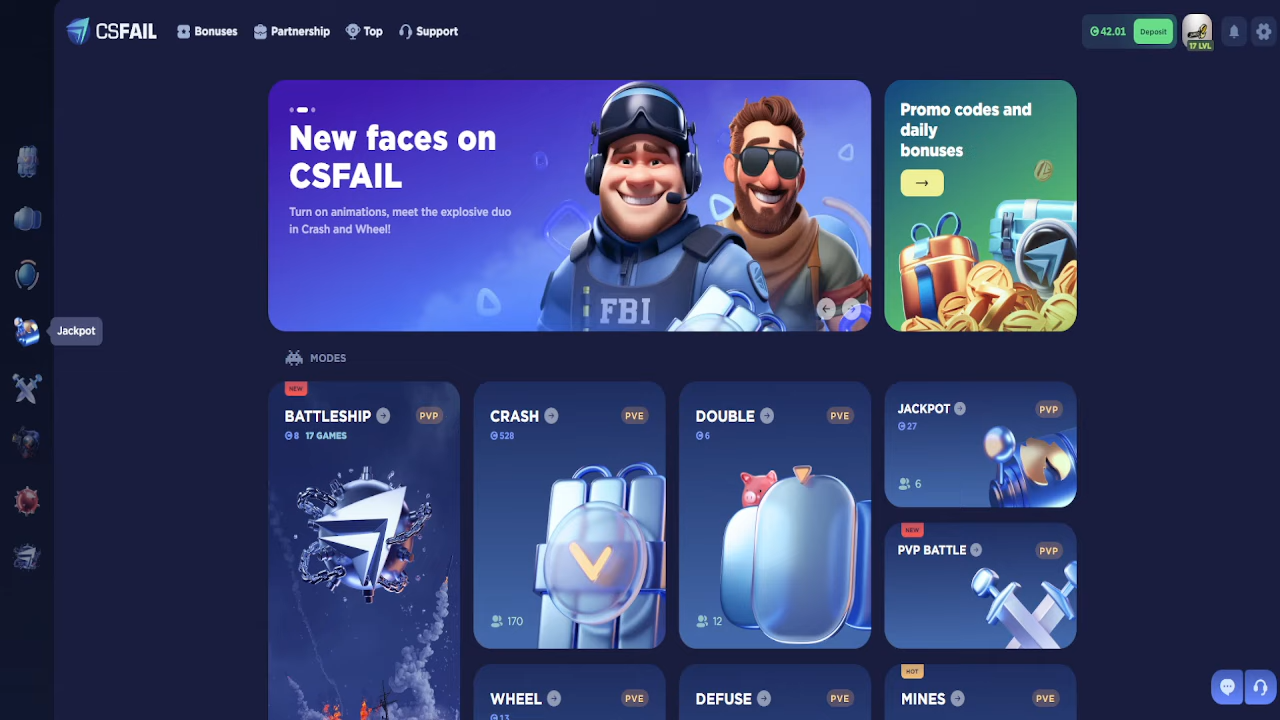 CSFAIL
Bonuses
Partnership
Top
Support
42.01
Deposit
17 LVL
New faces on
CSFAIL
Turn on animations, meet the explosive duo
in Crash and Wheel!
FBI
Promo codes and
daily
bonuses
Jackpot
MODES
NEW
BATTLESHIP
PVP
8 17 GAMES
CRASH
PVE
528
170
DOUBLE
PVE
6
12
JACKPOT
PVP
27
6
NEW
PVP BATTLE
PVP
WHEEL
PVE
13
DEFUSE
PVE
HOT
MINES
PVE